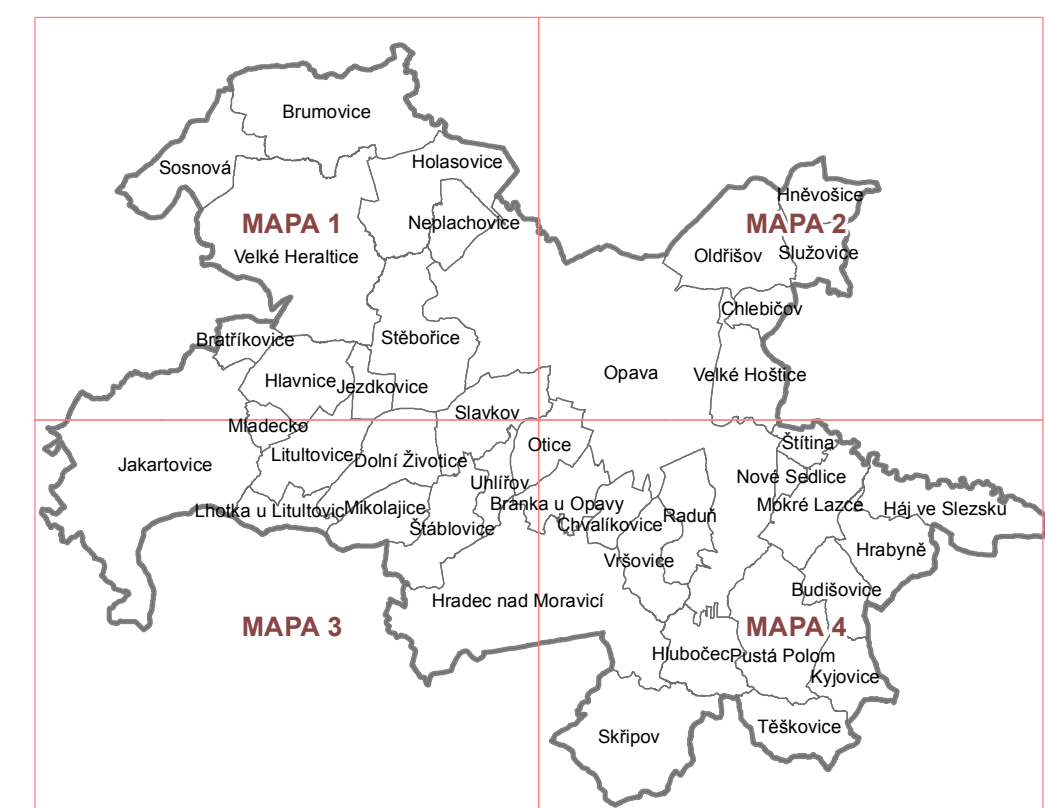 Brumovice
Holasovice
Sosnová
Hněvošice
Neplachovice
MAPA 1
MAPA 2
Velké Heraltice
Oldřišov
Služovice
Chlebičov
Bratříkovice
Stěbořice
Opava
Velké Hoštice
Hlavnice
Jezdkovice
Slavkov
Mladecko
Otice
Štítina
Jakartovice
Litultovice
Dolní Životice
Uhlířov
Nové Sedlice
Lhotka u Litultovic
Mikolajice
Branka u Opavy
Mokré Lazce
Háj ve Slezsku
Štáblovice
Chvalíkovice
Raduň
Vršovice
Hrabyně
Budišovice
Hradec nad Moravicí
MAPA 3
MAPA 4
Hlubočec
Pustá Polom
Kyjovice
Skřipov
Těškovice